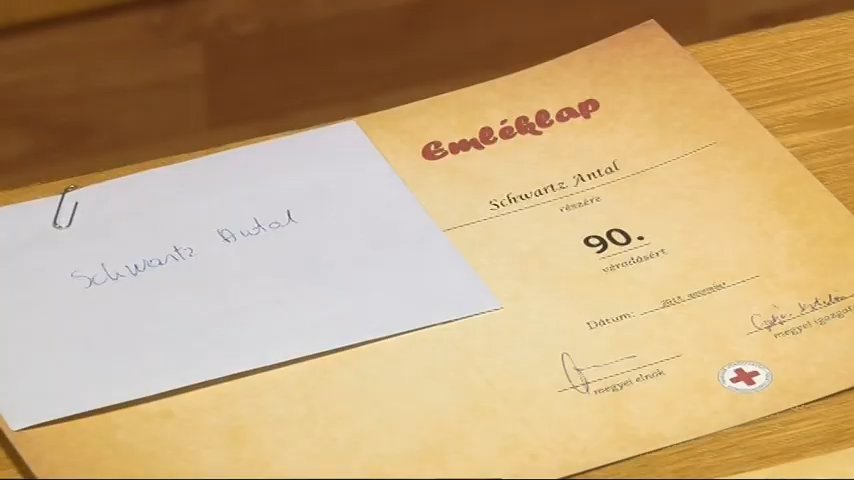 Schwartz Antal
Emléklap
Schwartz Antal
részére
90.
véradásért
Dátum:
megyei elnök
megyei igazgató